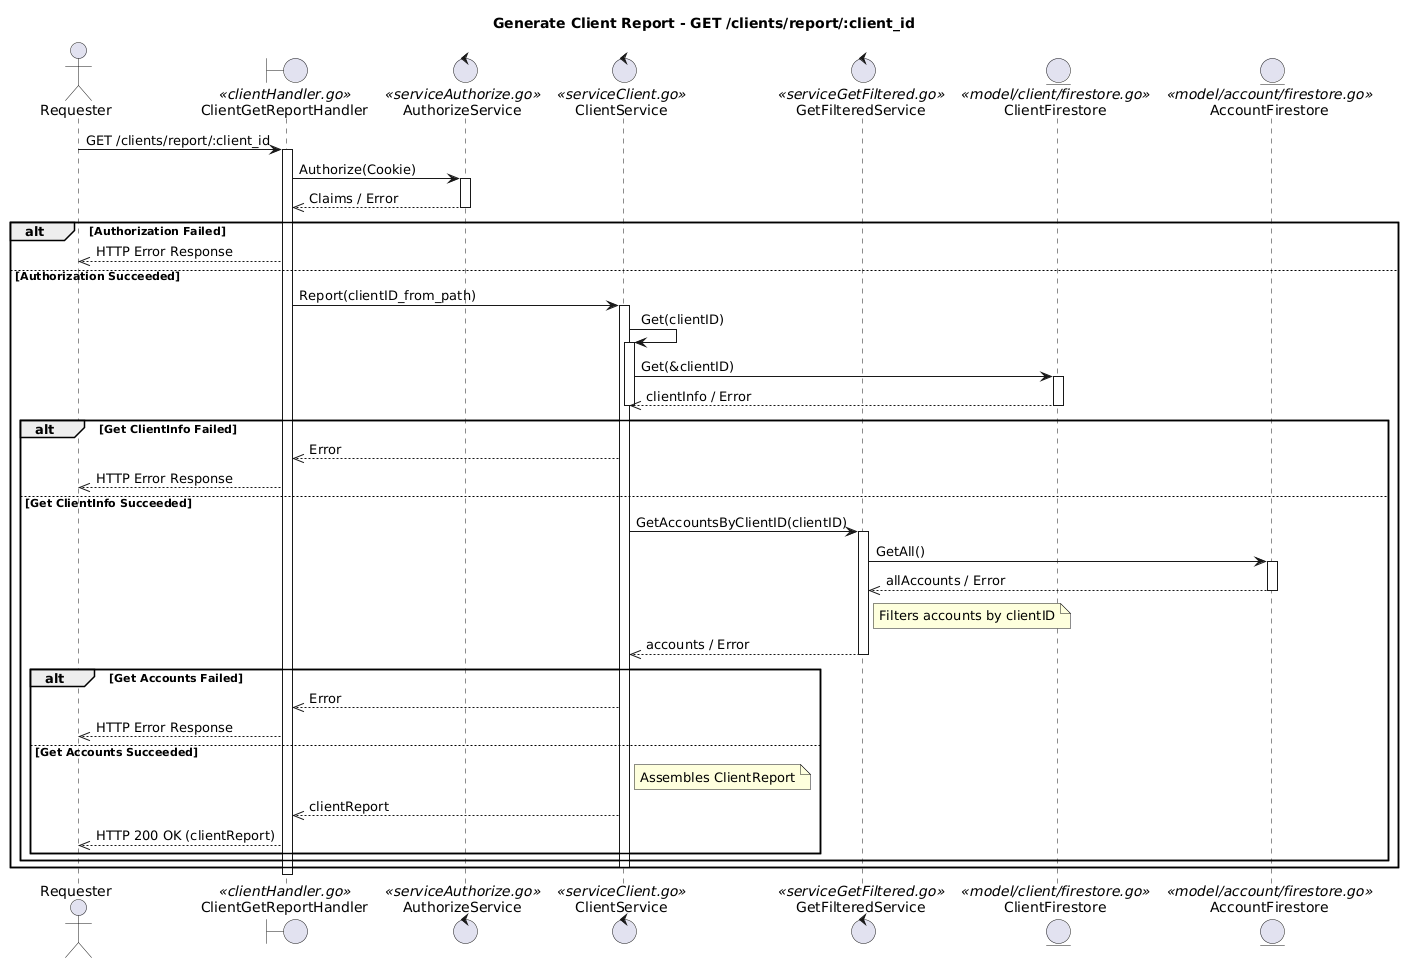 Generate Client Report - GET /clients/report/:client_id
Requester
«clientHandler.go»
ClientGetReportHandler
«serviceAuthorize.go»
AuthorizeService
«serviceClient.go»
ClientService
«serviceGetFiltered.go»
GetFilteredService
«model/client/firestore.go»
ClientFirestore
«model/account/firestore.go»
AccountFirestore
GET /clients/report/:client_id
Authorize(Cookie)
Claims / Error
alt [Authorization Failed]
HTTP Error Response
[Authorization Succeeded]
Report(clientID_from_path)
Get(clientID)
Get(&clientID)
clientInfo / Error
alt [Get ClientInfo Failed]
Error
HTTP Error Response
[Get ClientInfo Succeeded]
GetAccountsByClientID(clientID)
GetAll()
allAccounts / Error
Filters accounts by clientID
accounts / Error
alt [Get Accounts Failed]
Error
HTTP Error Response
[Get Accounts Succeeded]
Assembles ClientReport
clientReport
HTTP 200 OK (clientReport)
Requester
«clientHandler.go»
ClientGetReportHandler
«serviceAuthorize.go»
AuthorizeService
«serviceClient.go»
ClientService
«serviceGetFiltered.go»
GetFilteredService
«model/client/firestore.go»
ClientFirestore
«model/account/firestore.go»
AccountFirestore